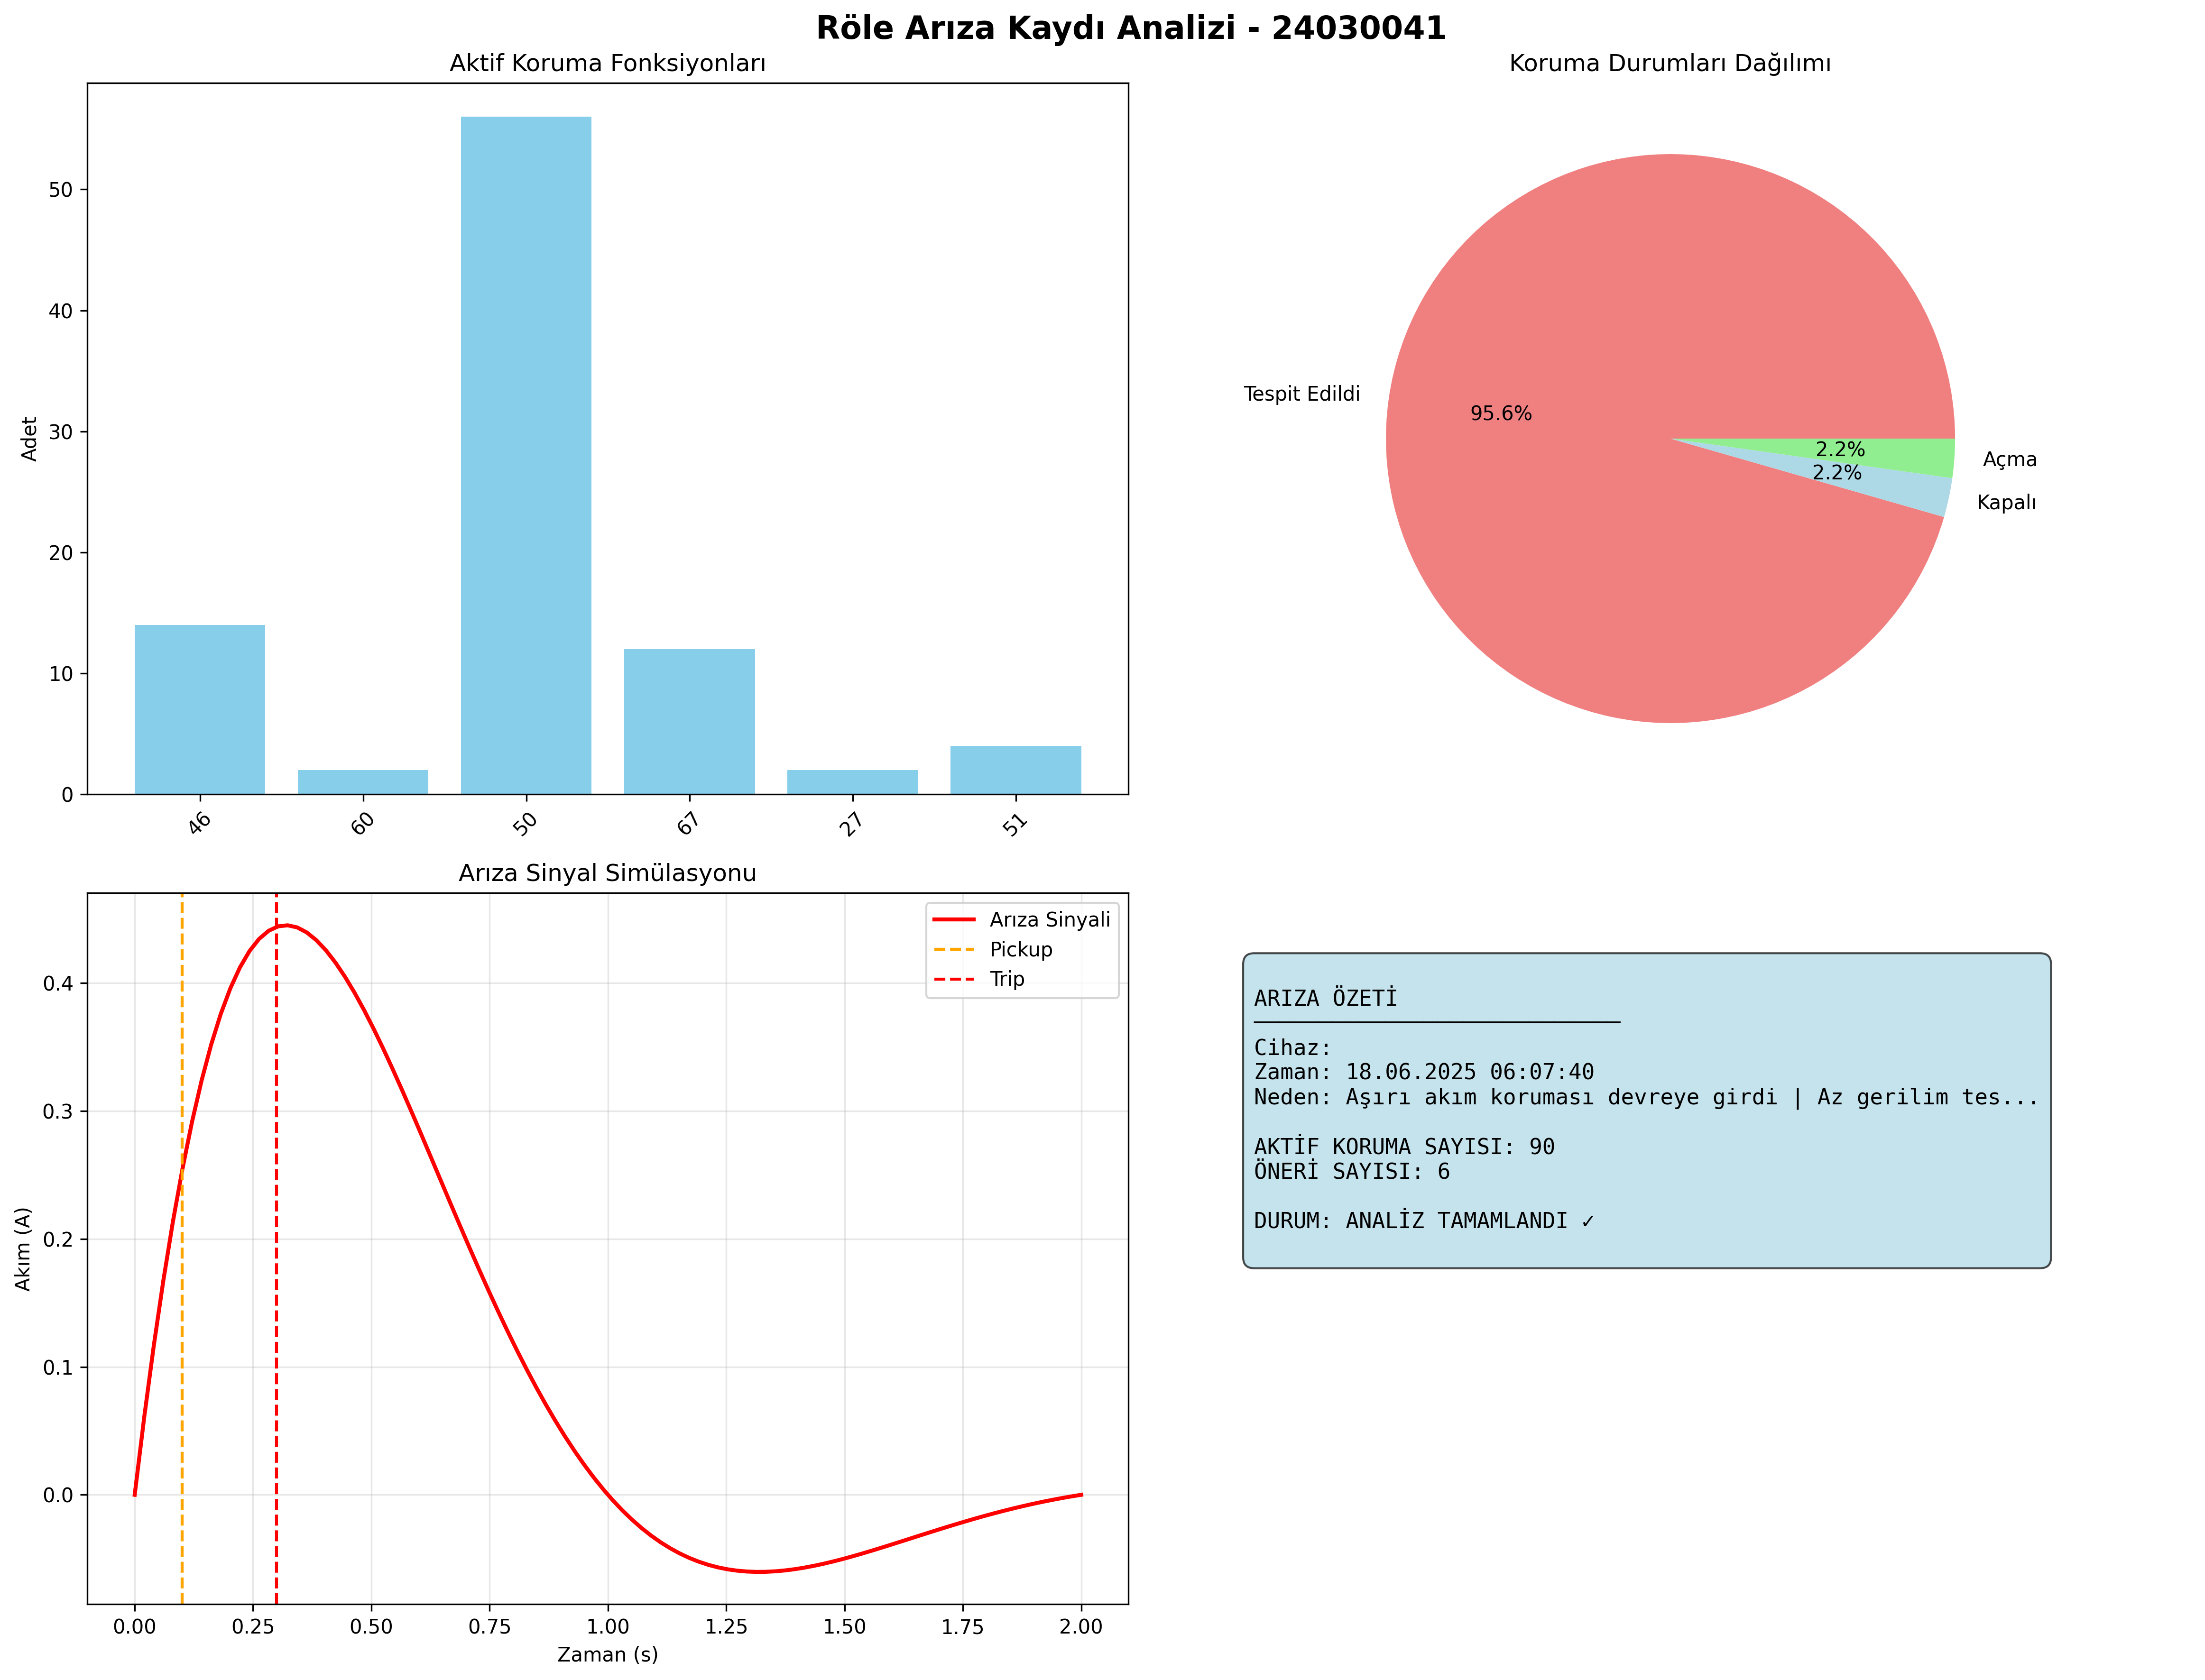 Röle Arıza Kaydı Analizi - 24030041
Aktif Koruma Fonksiyonları
Adet
50
40
30
20
10
0
46
60
50
67
27
51
Koruma Durumları Dağılımı
Tespit Edildi
95.6%
2.2%
2.2%
Açma
Kapalı
Arıza Sinyal Simülasyonu
Arıza Sinyali
Pickup
Trip
Akım (A)
0.4
0.3
0.2
0.1
0.0
0.00
0.25
0.50
0.75
1.00
1.25
1.50
1.75
2.00
Zaman (s)
ARIZA ÖZETİ
Cihaz:
Zaman: 18.06.2025 06:07:40
Neden: Aşırı akım koruması devreye girdi | Az gerilim tes...
AKTİF KORUMA SAYISI: 90
ÖNERİ SAYISI: 6
DURUM: ANALİZ TAMAMLANDI ✓